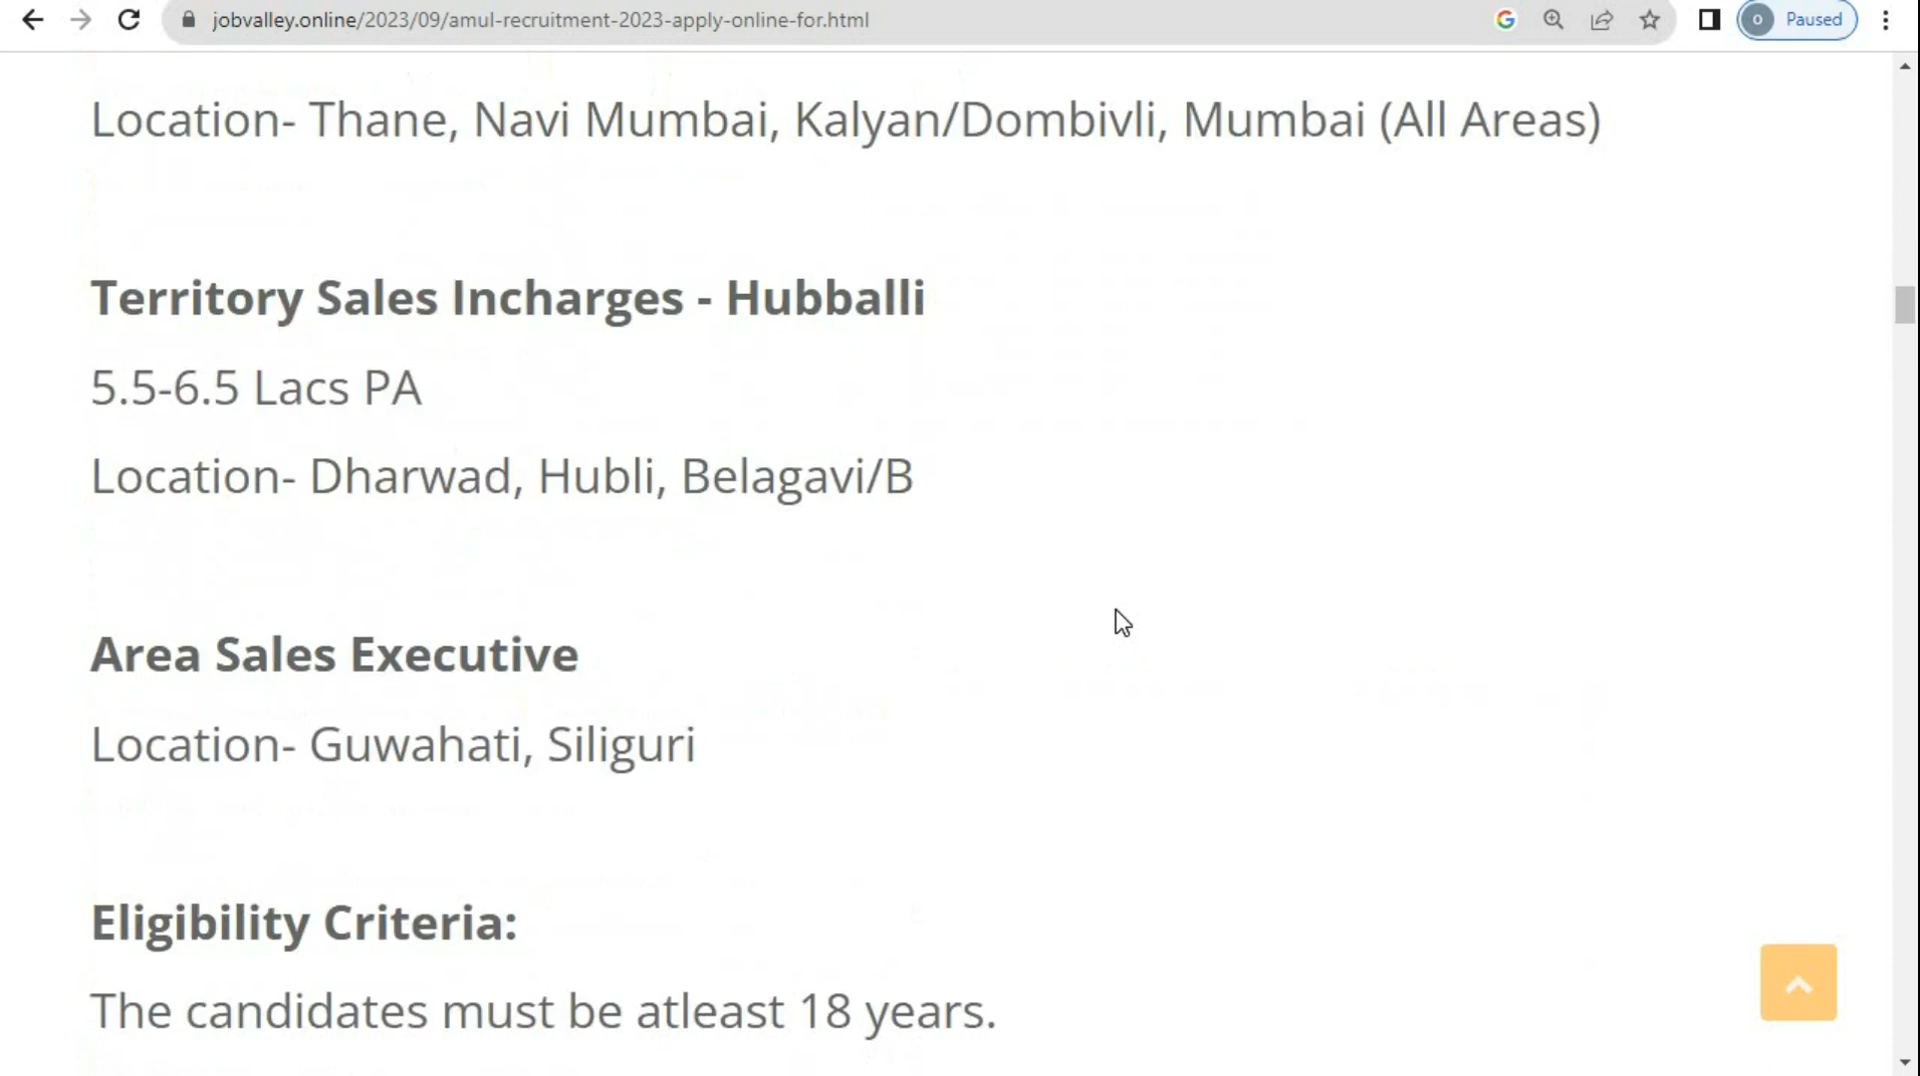 jobvalley.online/2023/09/amul-recruitment-2023-apply-online-for.html
O
Paused
Location- Thane, Navi Mumbai, Kalyan/Dombivli, Mumbai (All Areas)
Territory Sales Incharges - Hubballi
5.5-6.5 Lacs PA
Location- Dharwad, Hubli, Belagavi/B
Area Sales Executive
Location- Guwahati, Siliguri
Eligibility Criteria:
The candidates must be atleast 18 years.